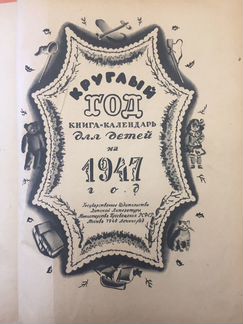 КРУГЛЫЙ
ГОД
КНИГА-КАЛЕНДАРЬ
для детей
на
1947
год
Государственное Издательство
Детской Литературы
Министерства Просвещения РСФСР
Москва 1946 Ленинград